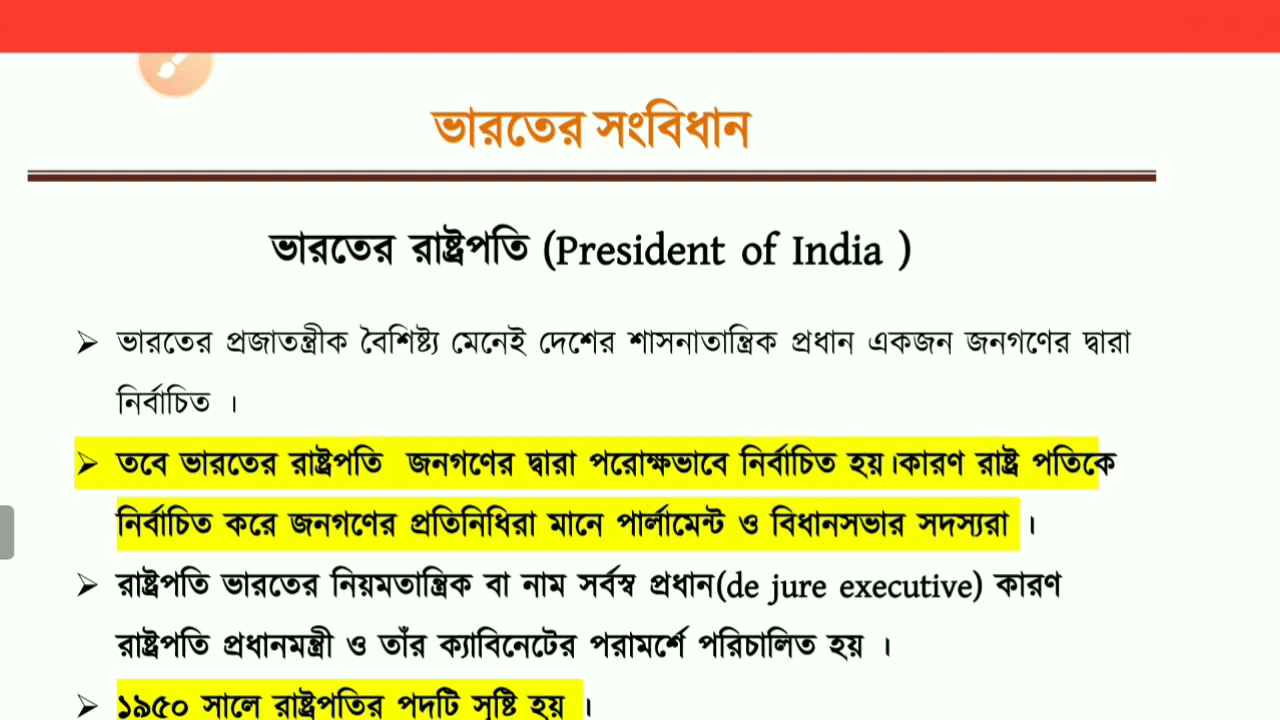 ভারতের সংবিধান
ভারতের রাষ্ট্রপতি (President of India )
➢ ভারতের প্রজাতন্ত্রীক বৈশিষ্ট্য মেনেই দেশের শাসনাতান্ত্রিক প্রধান একজন জনগণের দ্বারা
নির্বাচিত ।
➢ তবে ভারতের রাষ্ট্রপতি জনগণের দ্বারা পরোক্ষভাবে নির্বাচিত হয়।কারণ রাষ্ট্র পতিকে
নির্বাচিত করে জনগণের প্রতিনিধিরা মানে পার্লামেন্ট ও বিধানসভার সদস্যরা ।
➢ রাষ্ট্রপতি ভারতের নিয়মতান্ত্রিক বা নাম সর্বস্ব প্রধান(de jure executive) কারণ
রাষ্ট্রপতি প্রধানমন্ত্রী ও তাঁর ক্যাবিনেটের পরামর্শে পরিচালিত হয় ।
➢ ১৯৫০ সালে রাষ্ট্রপতির পদটি সৃষ্টি হয় ।